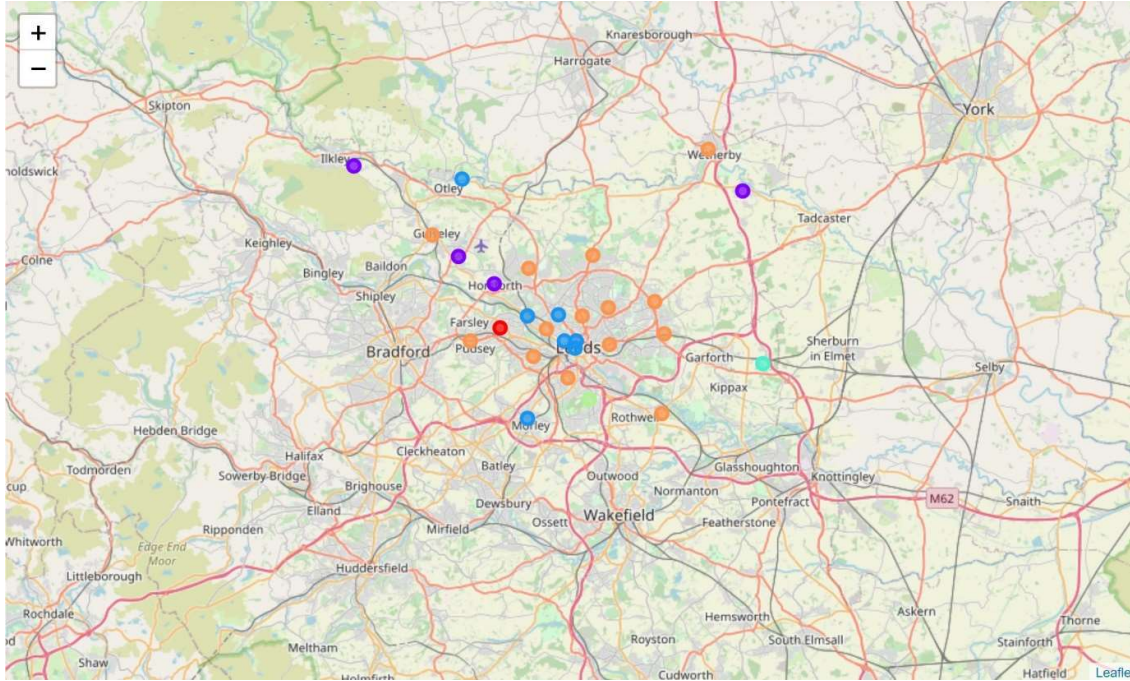 +
−
Knaresborough
Harrogate
Skipton
York
Wetherby
Ilkley
noldswick
Otley
Tadcaster
Guiseley
Keighley
Colne
Baildon
Bingley
Horsforth
Shipley
Farsley
Sherburn
in Elmet
Bradford
Pudsey
Leeds
Garforth
Selby
Kippax
Rothwell
Hebden Bridge
Morley
Cleckheaton
Halifax
Todmorden
Batley
Glasshoughton
Sowerby Bridge
Outwood
Knottingley
cup
Brighouse
Normanton
M62
Snaith
Elland
Dewsbury
Pontefract
Wakefield
Ossett
Featherstone
Ripponden
Mirfield
Whitworth
Edge End
Moor
Huddersfield
Littleborough
Rochdale
Hemsworth
Askern
Thorne
Royston
South Elmsall
Stainforth
Meltham
Shaw
Cudworth
Hatfield
Holmfirth
Leafle